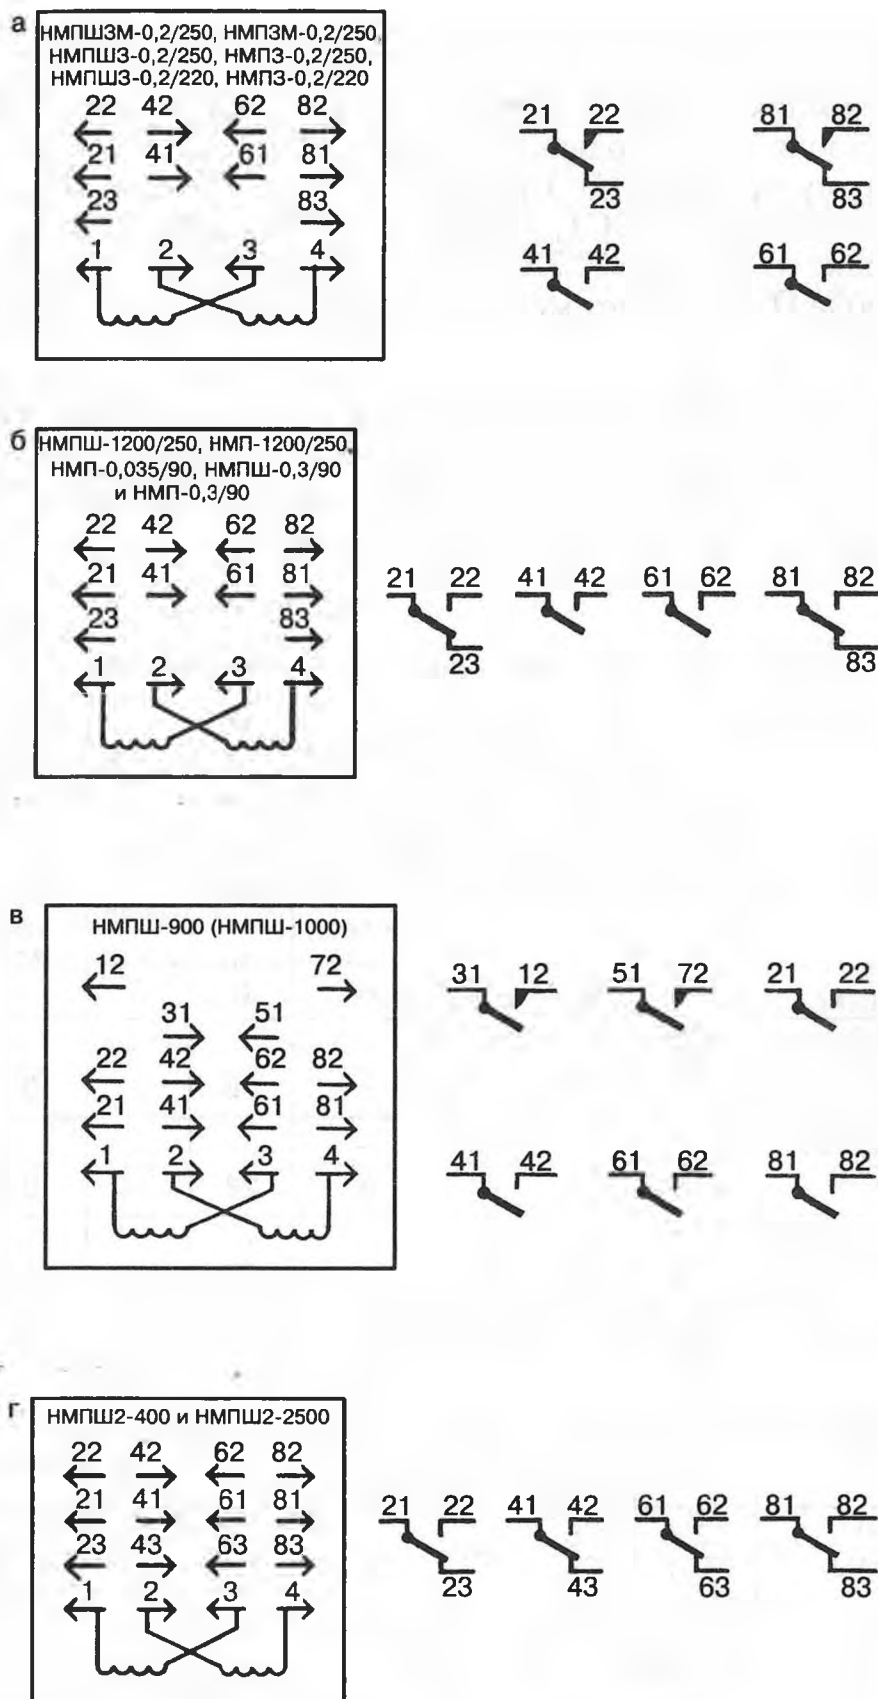 а
НМПШ3М-0,2/250, НМП3М-0,2/250,
НМПШ3-0,2/250, НМП3-0,2/250,
НМПШ3-0,2/220, НМП3-0,2/220
22 42 62 82
21 41 61 81
23 83
1 2 3 4
21 22 81 82
23 83
41 42 61 62
б
НМПШ-1200/250, НМП-1200/250,
НМП-0,035/90, НМПШ-0,3/90
и НМП-0,3/90
22 42 62 82
21 41 61 81
23 83
1 2 3 4
21 22 41 42 61 62 81 82
23 83
в
НМПШ-900 (НМПШ-1000)
12 72
31 51
22 42 62 82
21 41 61 81
1 2 3 4
31 12 51 72 21 22
41 42 61 62 81 82
г
НМПШ2-400 и НМПШ2-2500
22 42 62 82
21 41 61 81
23 43 63 83
1 2 3 4
21 22 41 42 61 62 81 82
23 43 63 83